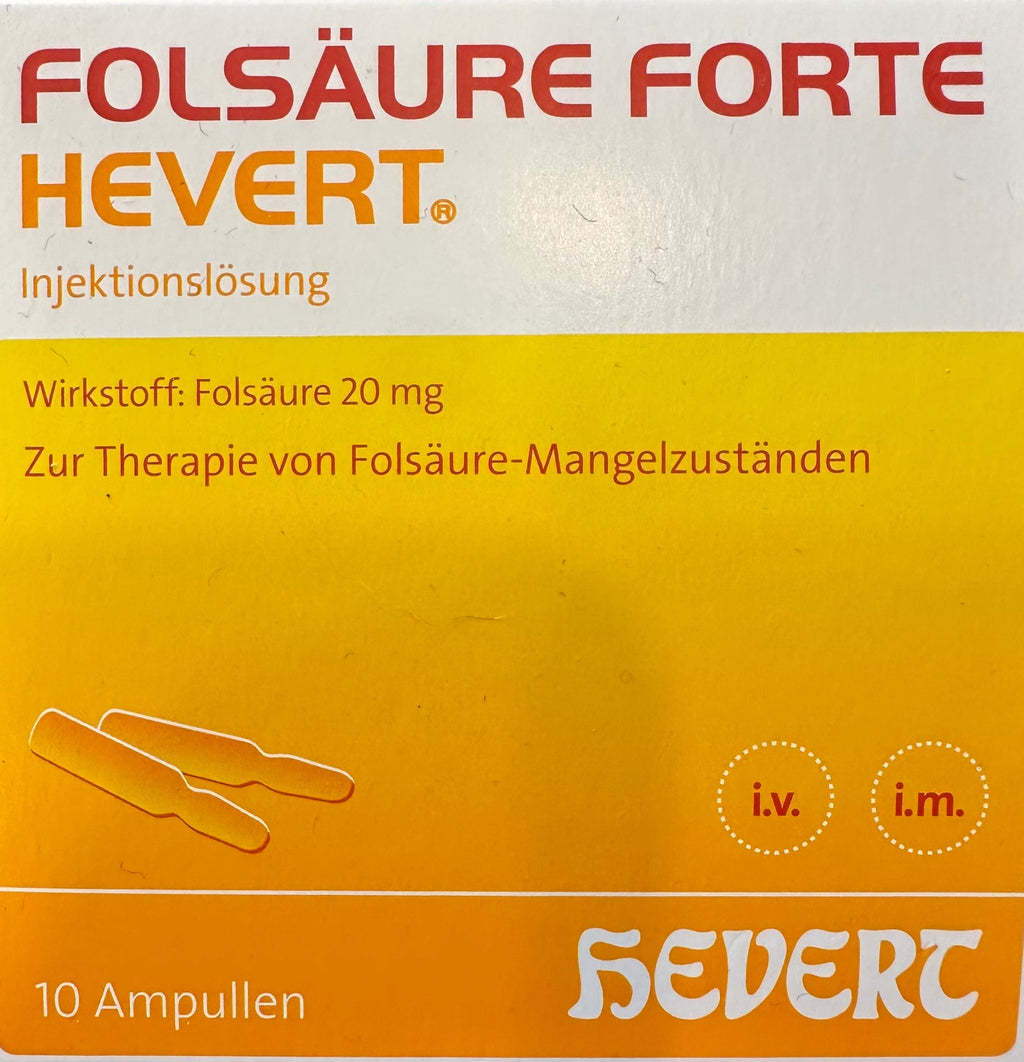 FOLSÄURE FORTE
HEVERT®
Injektionslösung
Wirkstoff: Folsäure 20 mg
Zur Therapie von Folsäure-Mangelzuständen
i.v. i.m.
10 Ampullen HEVERT